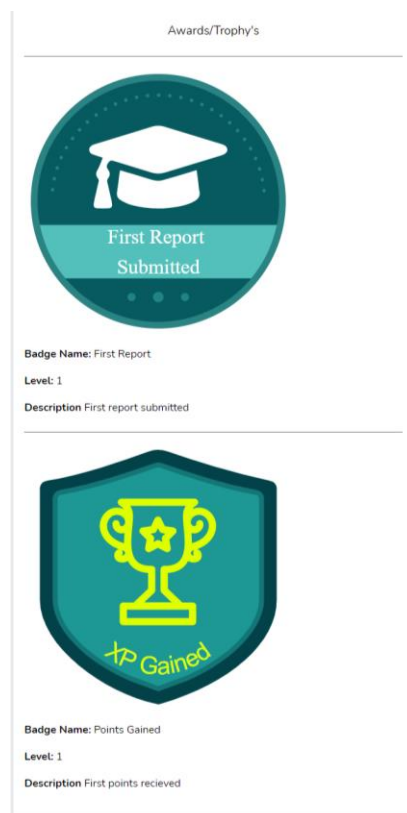 Awards/Trophy's
First Report
Submitted
Badge Name: First Report
Level: 1
Description First report submitted
XP Gained
Badge Name: Points Gained
Level: 1
Description First points recieved